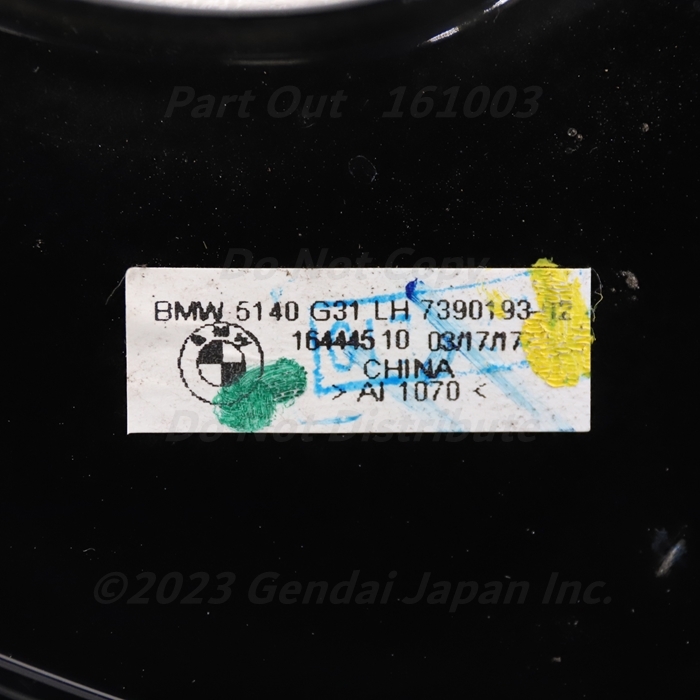 Part Out 161003
Do Not Copy
BMW 5140 G31 LH 7390193-12
164445 10 03/17/17
CHINA
> Al 1070 <
Do Not Distribute
©2023 Gendai Japan Inc.